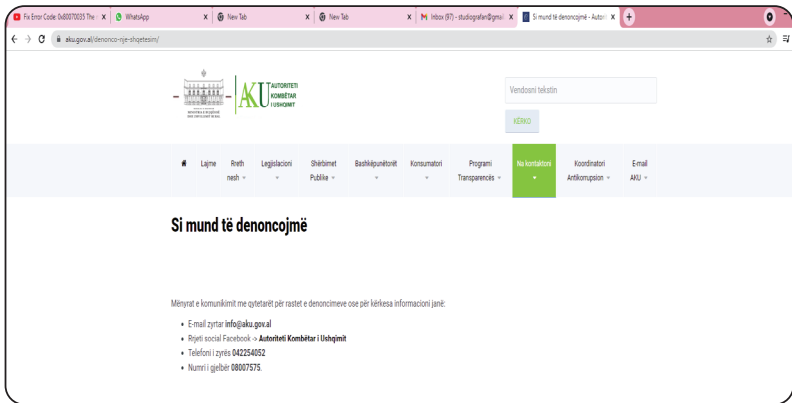 Fix Error Code: 0x80070035 The
WhatsApp
New Tab
New Tab
Inbox (97) - studiografan@gmai
Si mund të denoncojmë - Autori
aku.gov.al/denonco-nje-shqetesim/
AKU AUTORITETI
KOMBËTAR
I USHQIMIT
Vendosni tekstin
KËRKO
Lajme
Rreth
nesh
Legjislacioni
Shërbimet
Publike
Bashkëpunëtorët
Konsumatori
Programi
Transparencës
Na kontaktoni
Koordinatori
Antikorrupsion
E-mail
AKU
Si mund të denoncojmë
Mënyrat e komunikimit me qytetarët për rastet e denoncimeve ose për kërkesa informacioni janë:
E-mail zyrtar info@aku.gov.al
Rrjeti social Facebook -> Autoriteti Kombëtar i Ushqimit
Telefoni i zyrës 042254052
Numri i gjelbër 08007575.